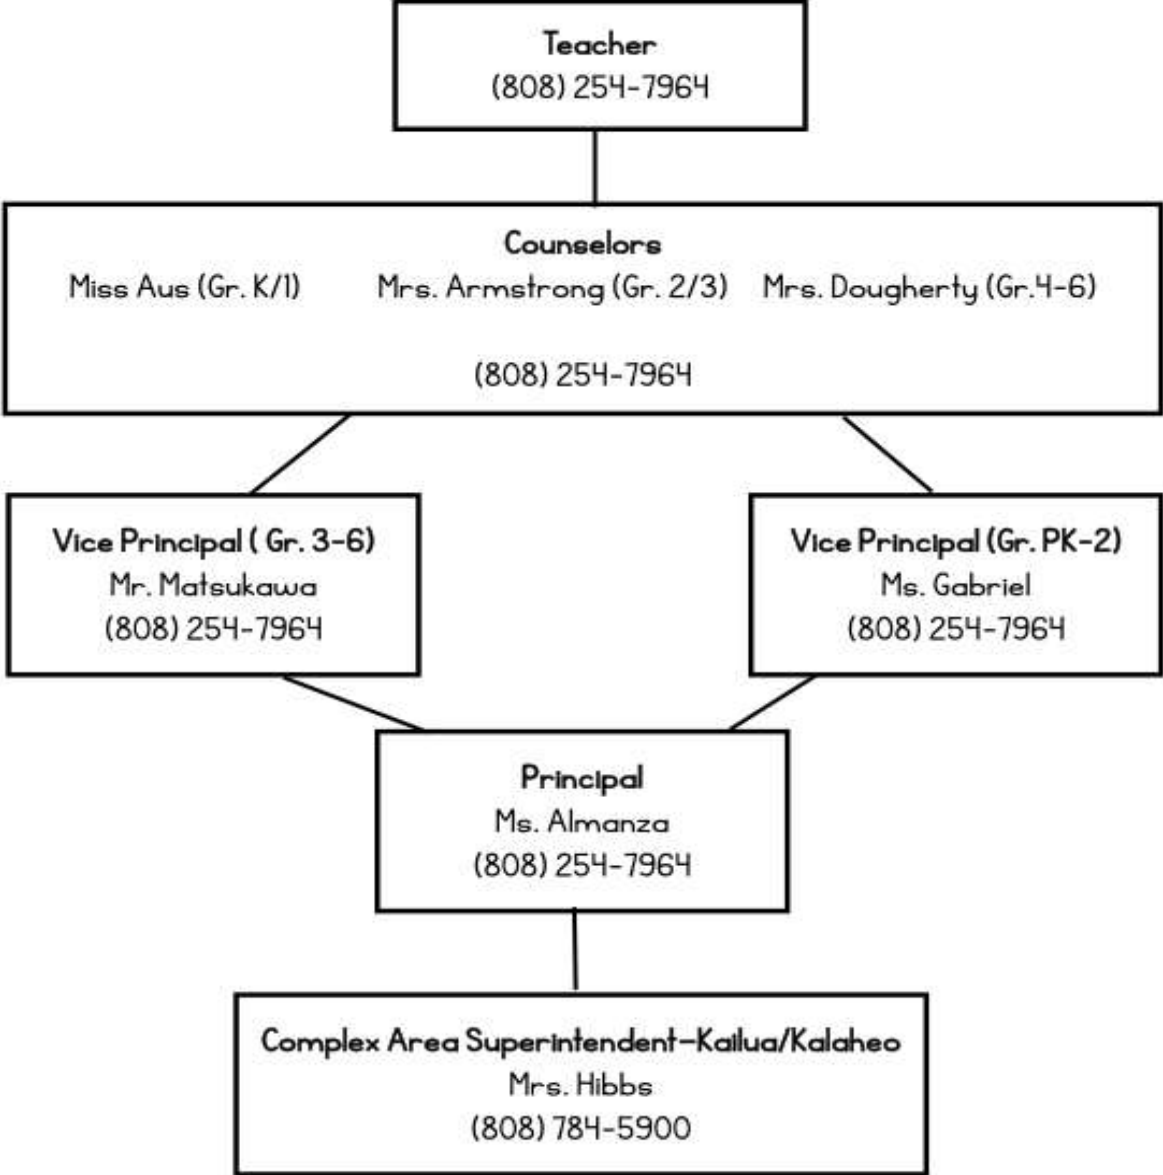 Teacher
(808) 254-7964
Counselors
Miss Aus (Gr. K/1) Mrs. Armstrong (Gr. 2/3) Mrs. Dougherty (Gr.4-6)
(808) 254-7964
Vice Principal ( Gr. 3-6)
Mr. Matsukawa
(808) 254-7964
Vice Principal (Gr. PK-2)
Ms. Gabriel
(808) 254-7964
Principal
Ms. Almanza
(808) 254-7964
Complex Area Superintendent-Kailua/Kalaheo
Mrs. Hibbs
(808) 784-5900